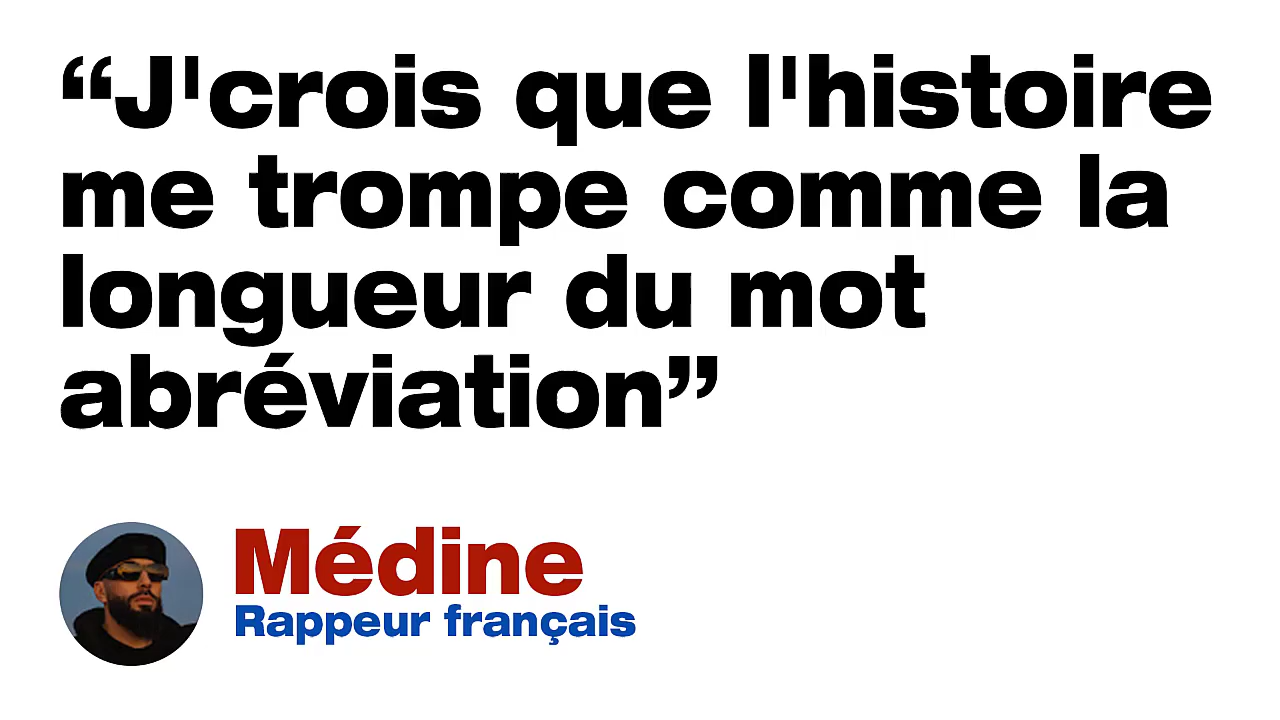 “J'crois que l'histoire
me trompe comme la
longueur du mot
abréviation”
Médine
Rappeur français